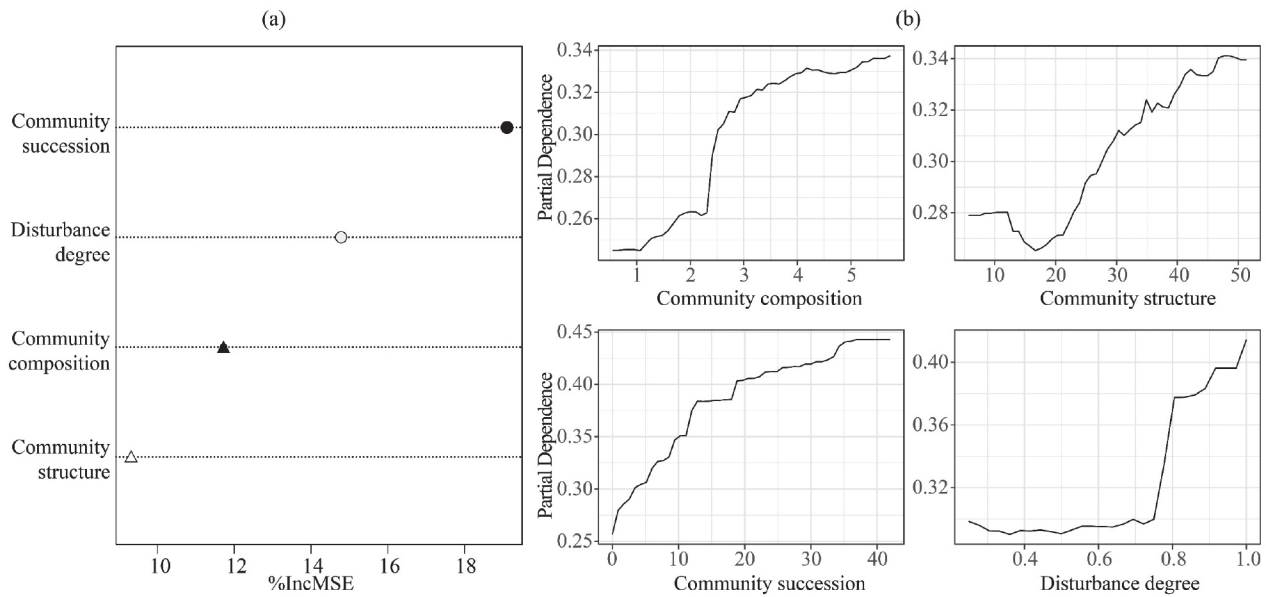 (a)
Community
succession
Disturbance
degree
Community
composition
Community
structure
10 12 14 16 18
%IncMSE
(b)
Partial Dependence
0.34
0.32
0.30
0.28
0.26
1 2 3 4 5
Community composition
0.34
0.32
0.30
0.28
10 20 30 40 50
Community structure
Partial Dependence
0.45
0.40
0.35
0.30
0.25
0 10 20 30 40
Community succession
0.40
0.36
0.32
0.4 0.6 0.8 1.0
Disturbance degree